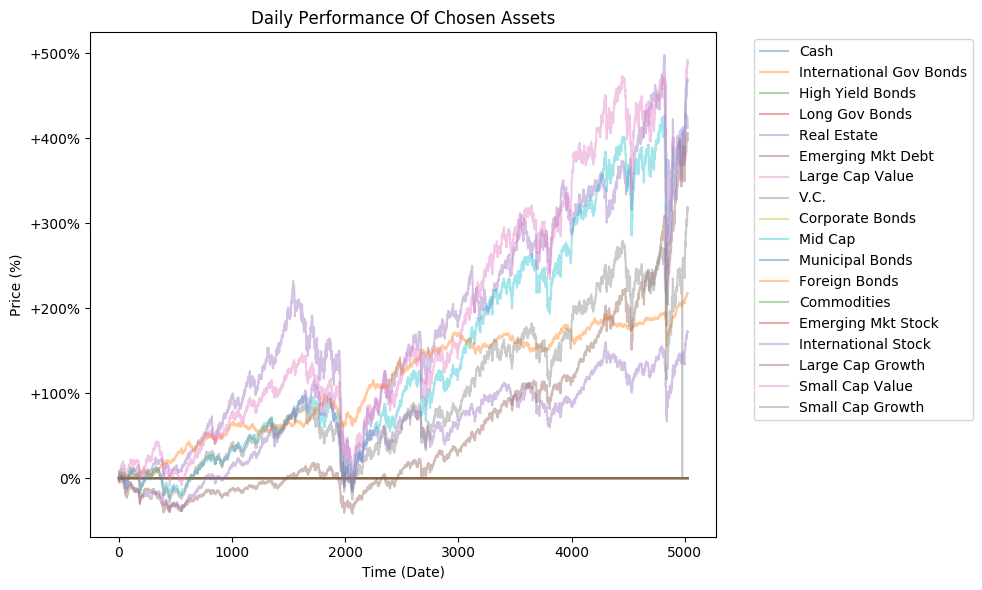 Daily Performance Of Chosen Assets
+500%
+400%
+300%
+200%
+100%
0%
Price (%)
0
1000
2000
3000
4000
5000
Time (Date)
Cash
International Gov Bonds
High Yield Bonds
Long Gov Bonds
Real Estate
Emerging Mkt Debt
Large Cap Value
V.C.
Corporate Bonds
Mid Cap
Municipal Bonds
Foreign Bonds
Commodities
Emerging Mkt Stock
International Stock
Large Cap Growth
Small Cap Value
Small Cap Growth